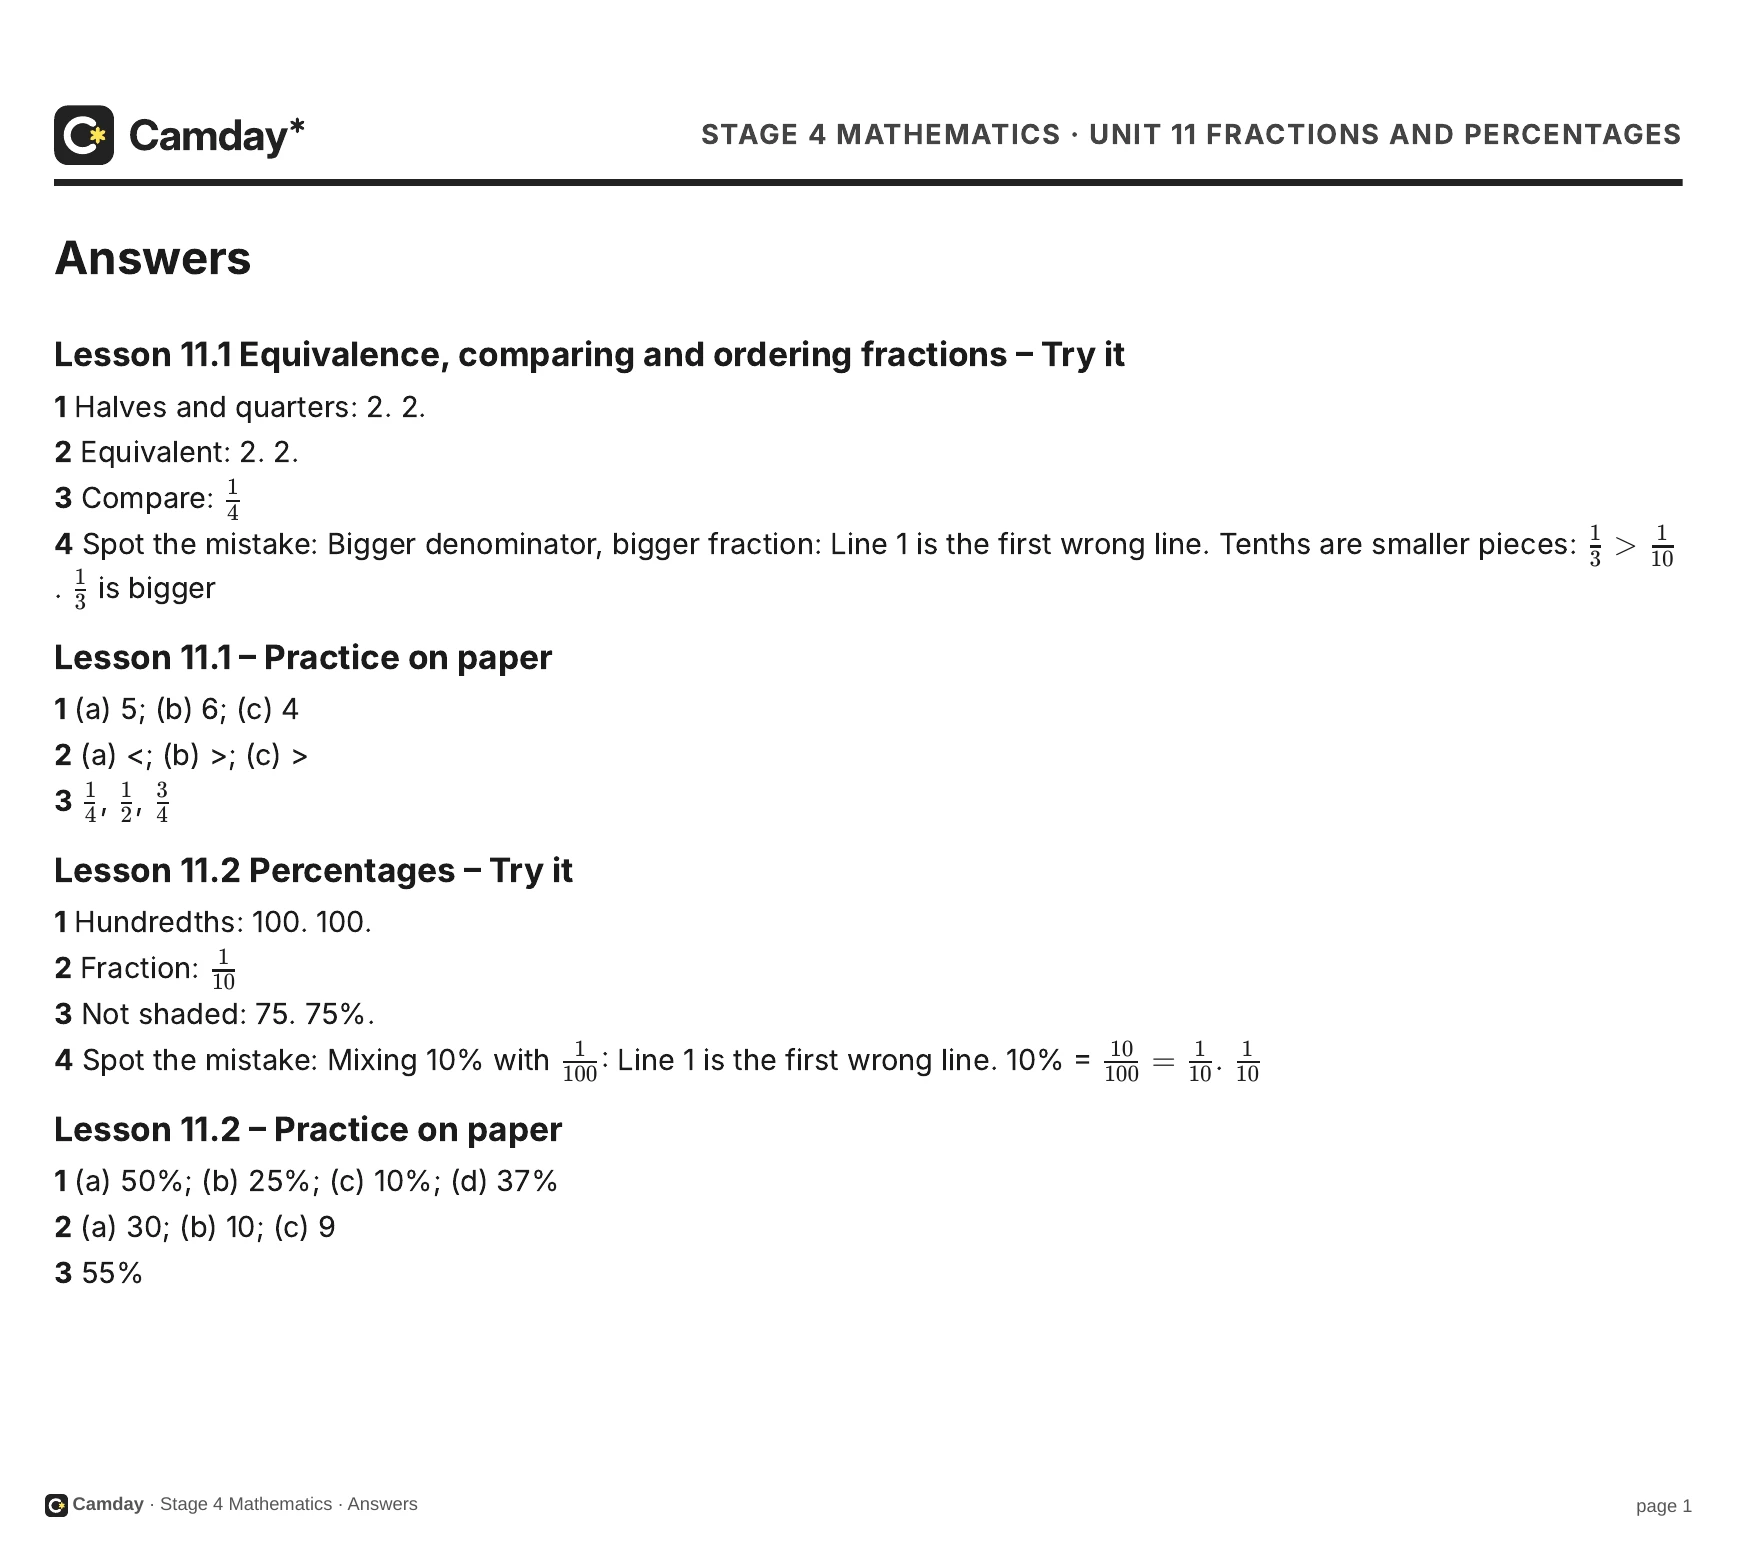 Camday*
STAGE 4 MATHEMATICS · UNIT 11 FRACTIONS AND PERCENTAGES
Answers
Lesson 11.1 Equivalence, comparing and ordering fractions – Try it
1 Halves and quarters: 2. 2.
2 Equivalent: 2. 2.
3 Compare: 1/4
4 Spot the mistake: Bigger denominator, bigger fraction: Line 1 is the first wrong line. Tenths are smaller pieces: 1/3 > 1/10
. 1/3 is bigger
Lesson 11.1 – Practice on paper
1 (a) 5; (b) 6; (c) 4
2 (a) <; (b) >; (c) >
3 1/4, 1/2, 3/4
Lesson 11.2 Percentages – Try it
1 Hundredths: 100. 100.
2 Fraction: 1/10
3 Not shaded: 75. 75%.
4 Spot the mistake: Mixing 10% with 1/100: Line 1 is the first wrong line. 10% = 10/100 = 1/10. 1/10
Lesson 11.2 – Practice on paper
1 (a) 50%; (b) 25%; (c) 10%; (d) 37%
2 (a) 30; (b) 10; (c) 9
3 55%
Camday · Stage 4 Mathematics · Answers
page 1